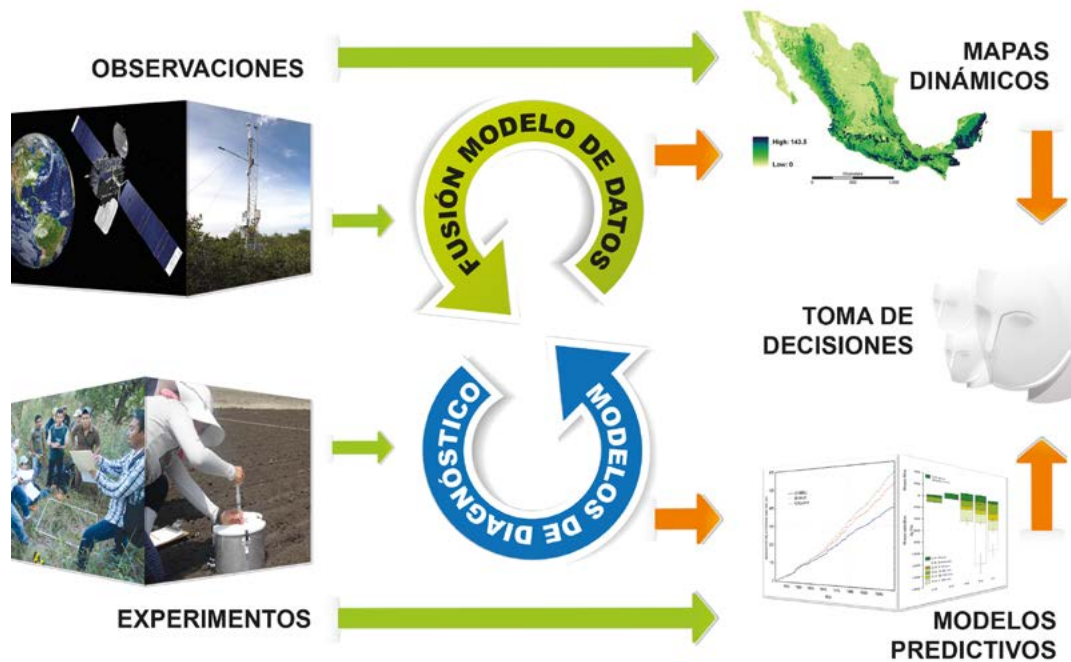 OBSERVACIONES
FUSIÓN MODELO DE DATOS
MAPAS
DINÁMICOS
High: 143.5
Low: 0
TOMA DE
DECISIONES
MODELOS DE DIAGNÓSTICO
EXPERIMENTOS
MODELOS
PREDICTIVOS